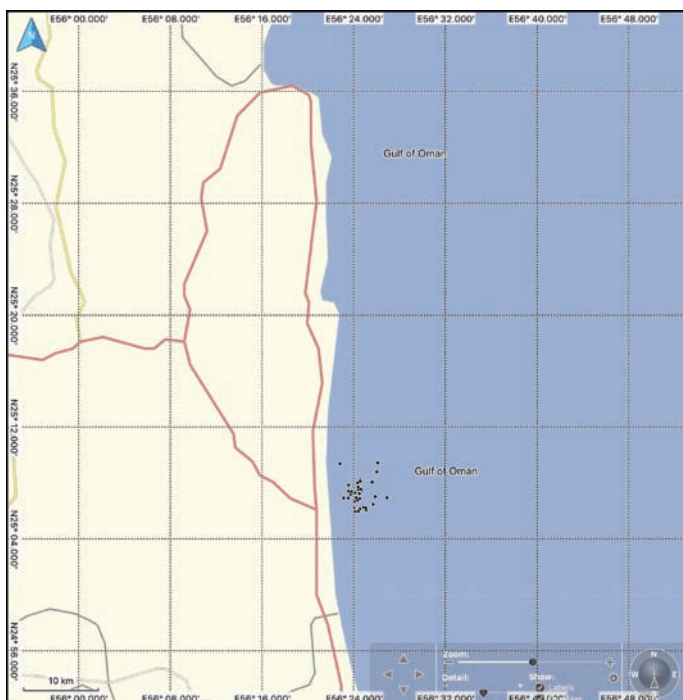 E56° 00.000' E56° 08.000' E56° 16.000' E56° 24.000' E56° 32.000' E56° 40.000' E56° 48.000'
N
N25° 36.000'
Gulf of Oman
N25° 28.000'
N25° 20.000'
N25° 12.000'
Gulf of Oman
N25° 04.000'
N24° 56.000'
Zoom:
N
Detail:
Show:
W
E
10 km
Labels
E56° 00.000' E56° 08.000' E56° 16.000' E56° 24.000' E56° 32.000' E56° 48.000'